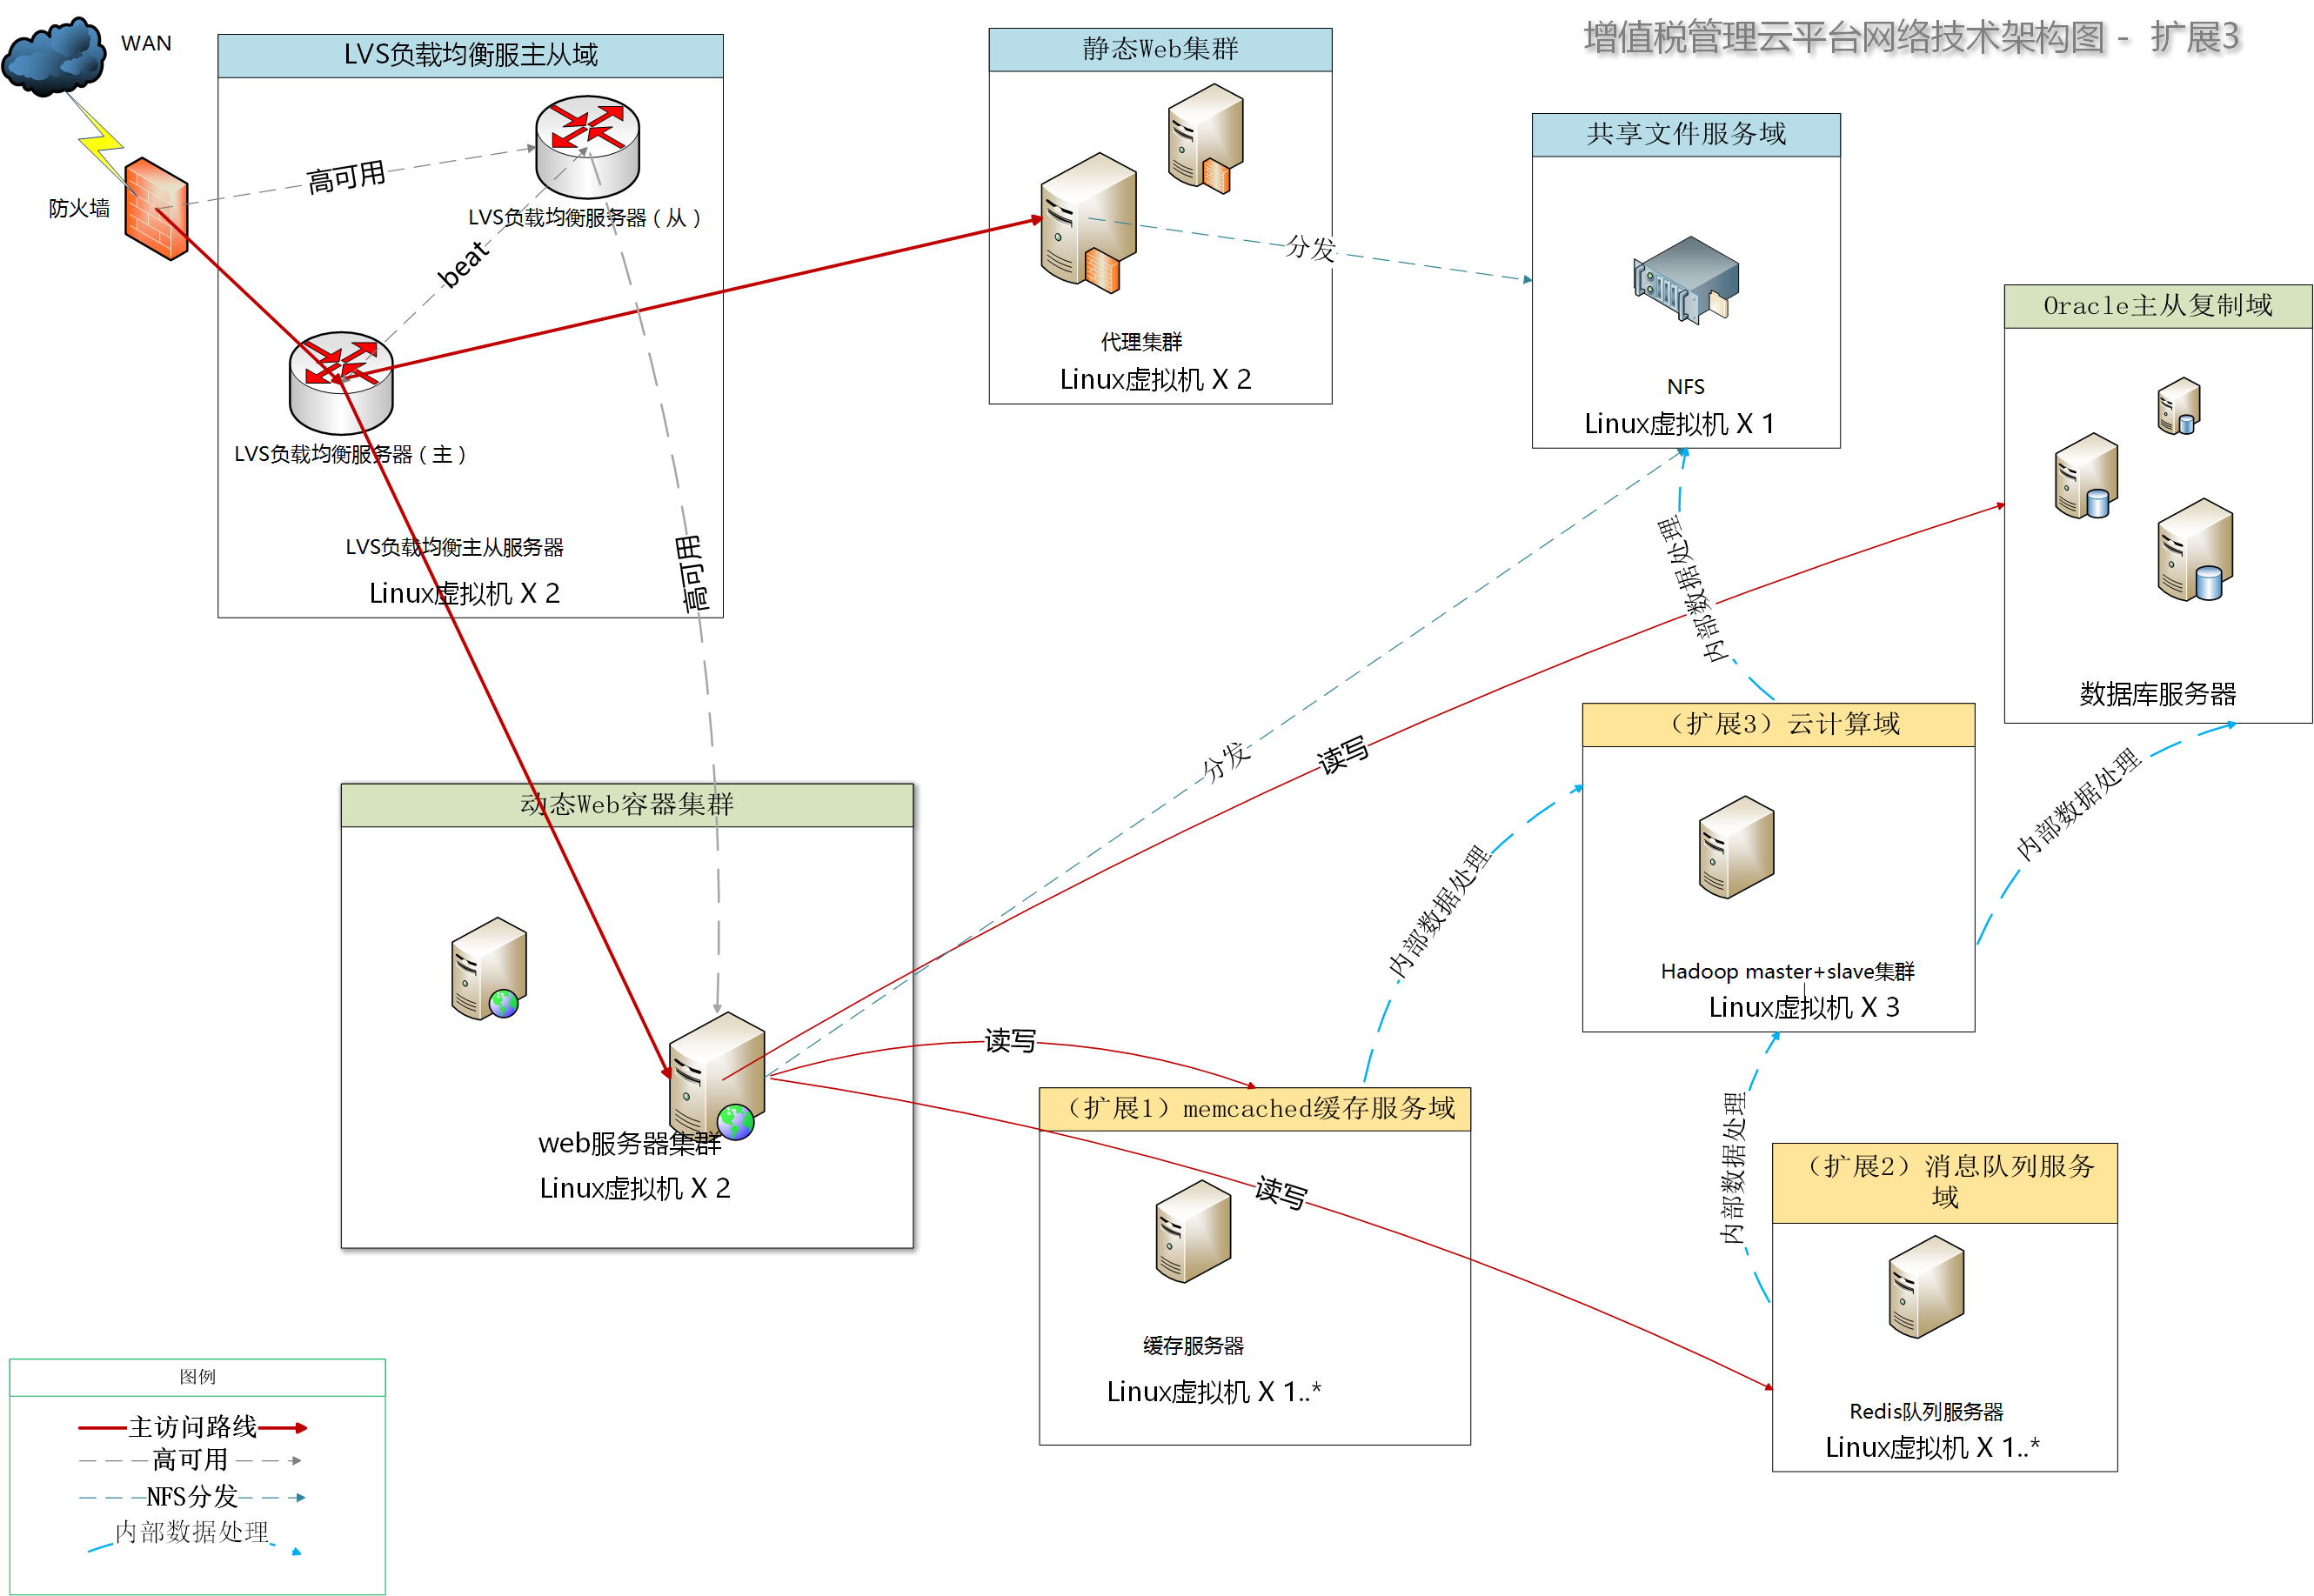 增值税管理云平台网络技术架构图 - 扩展3
WAN
防火墙
LVS负载均衡服主从域
高可用
LVS负载均衡服务器（从）
beat
LVS负载均衡服务器（主）
LVS负载均衡主从服务器
Linux虚拟机 X 2
高可用
静态Web集群
代理集群
Linux虚拟机 X 2
分发
共享文件服务域
NFS
Linux虚拟机 X 1
Oracle主从复制域
数据库服务器
内部数据处理
分发
读写
（扩展3）云计算域
Hadoop master+slave集群
Linux虚拟机 X 3
内部数据处理
内部数据处理
动态Web容器集群
web服务器集群
Linux虚拟机 X 2
读写
读写
（扩展1）memcached缓存服务域
缓存服务器
Linux虚拟机 X 1..*
内部数据处理
（扩展2）消息队列服务
域
Redis队列服务器
Linux虚拟机 X 1..*
图例
主访问路线
高可用
NFS分发
内部数据处理